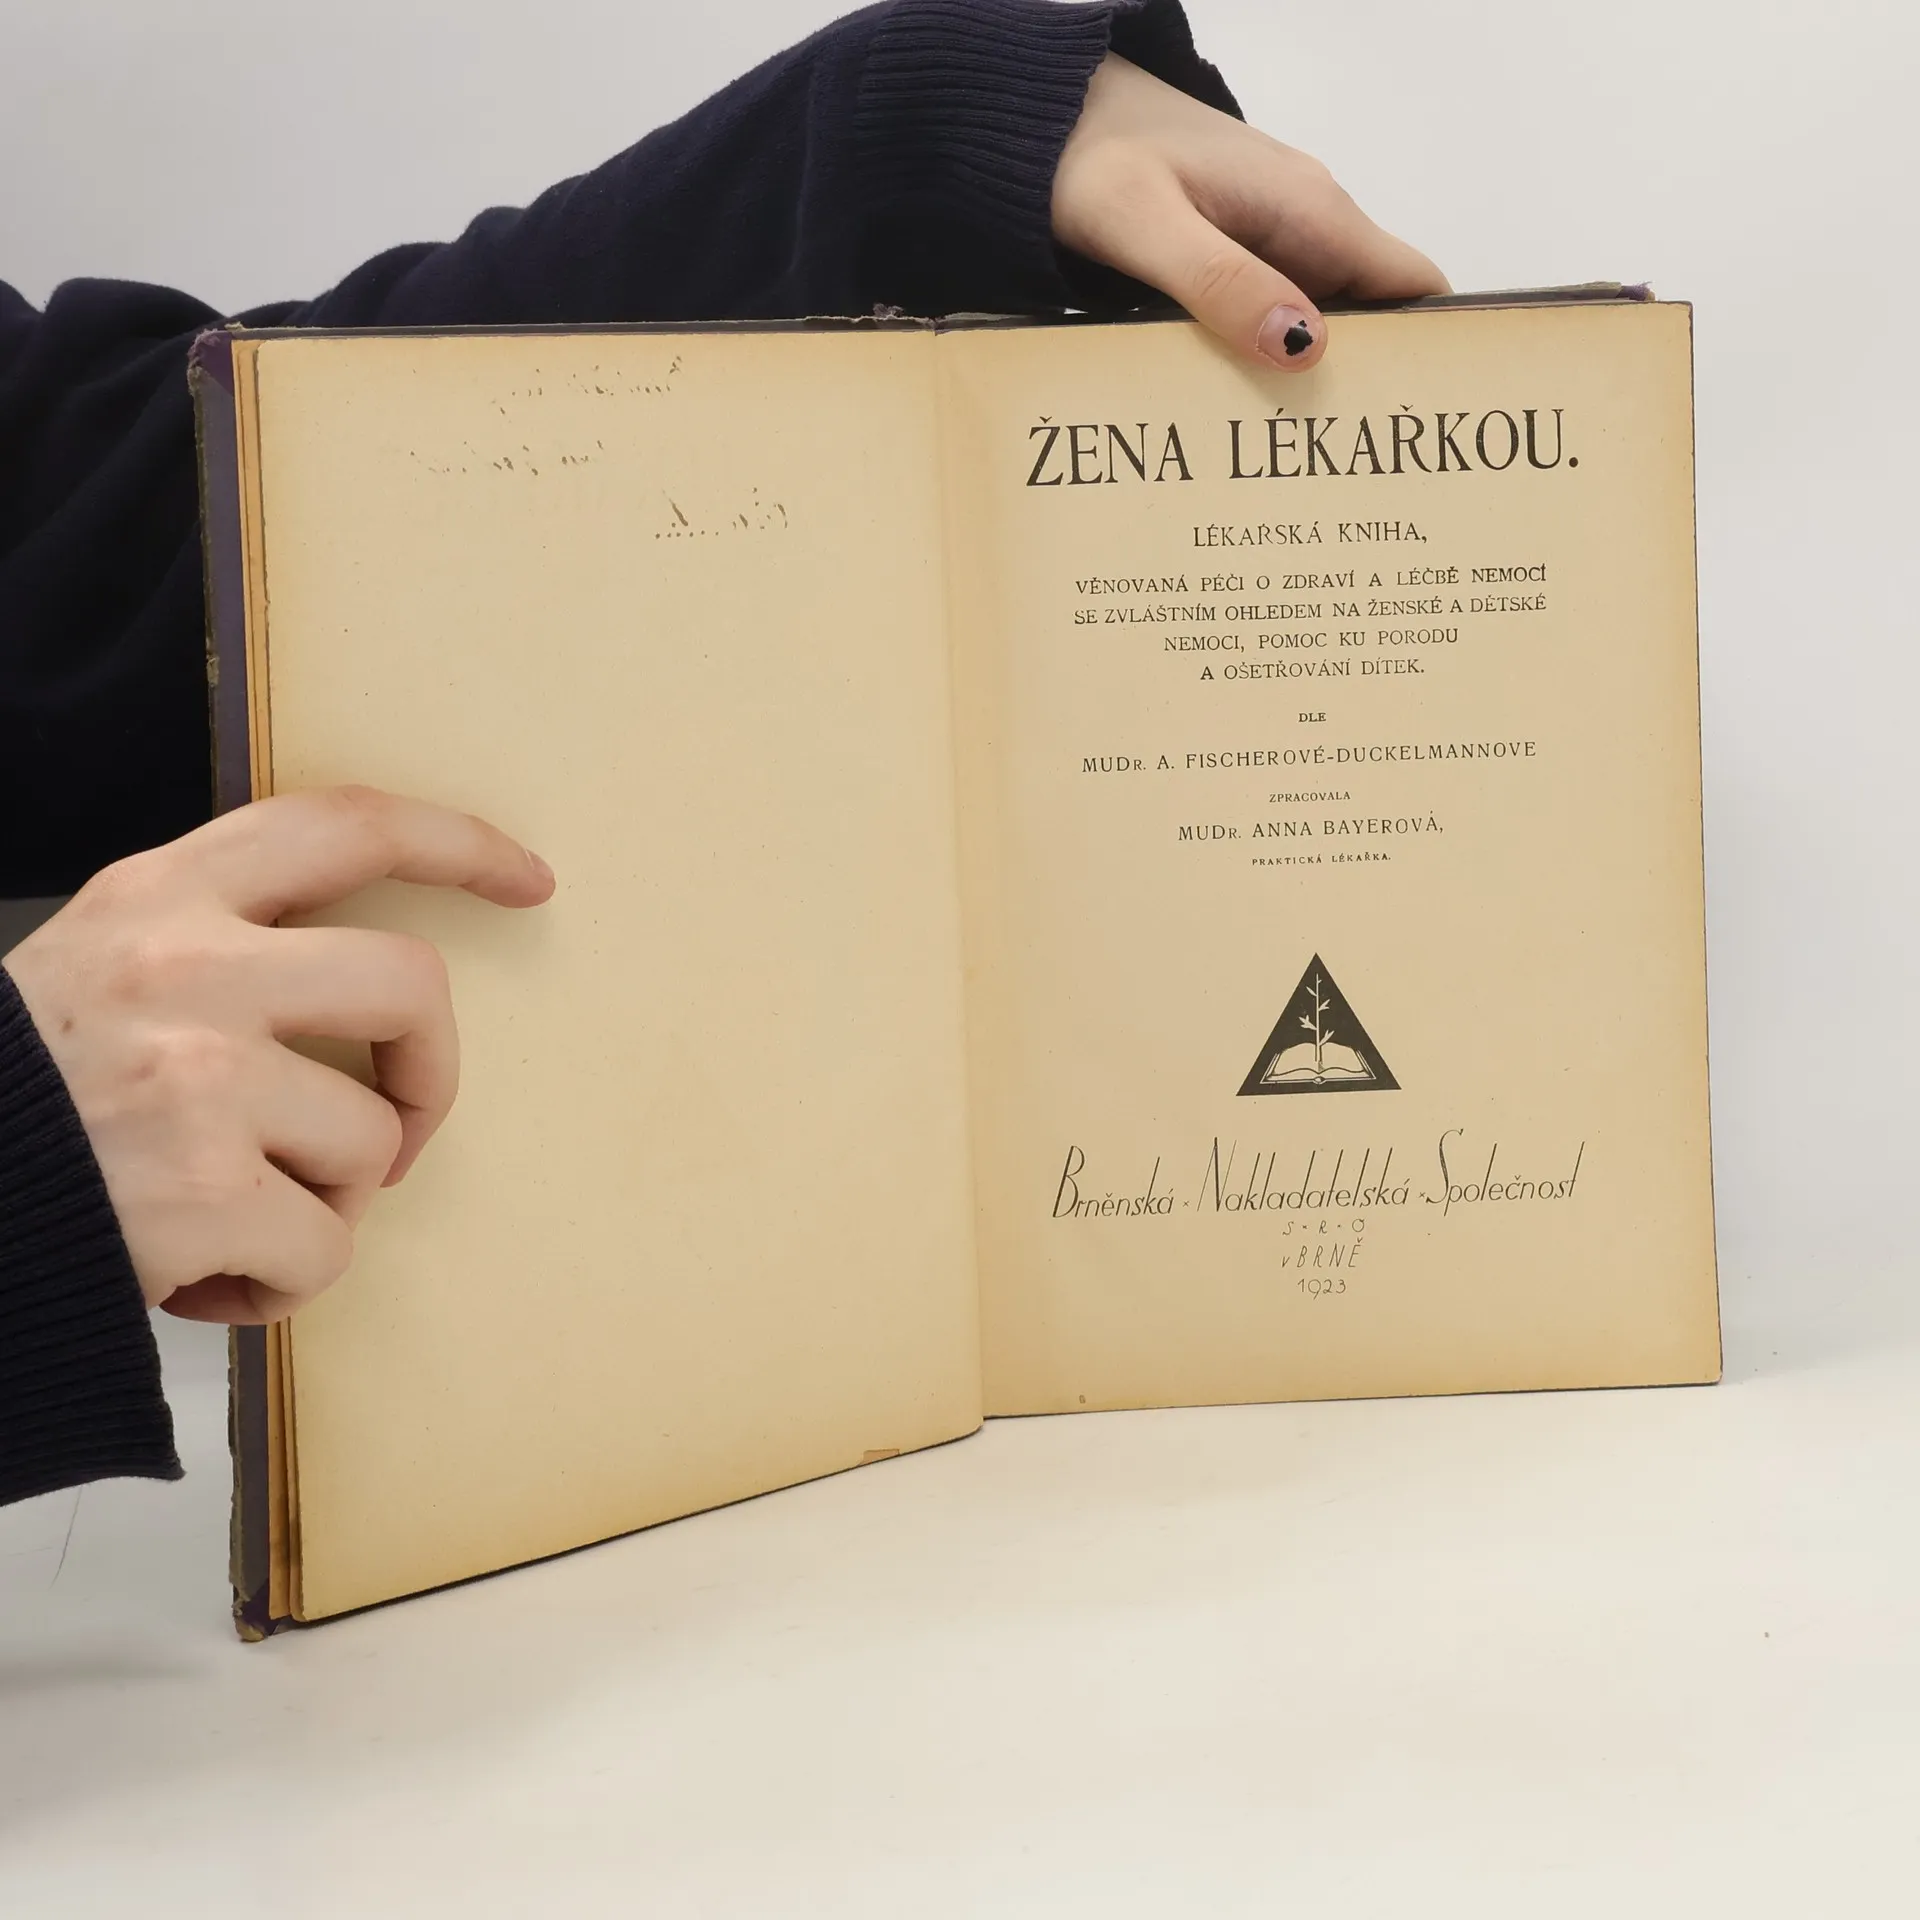 ŽENA LÉKAŘKOU.
LÉKAŘSKÁ KNIHA,
VĚNOVANÁ PÉČI O ZDRAVÍ A LÉČBĚ NEMOCÍ
SE ZVLÁŠTNÍM OHLEDEM NA ŽENSKÉ A DĚTSKÉ
NEMOCI, POMOC KU PORODU
A OŠETŘOVÁNÍ DÍTEK.
DLE
MUDR. A. FISCHEROVÉ-DUCKELMANNOVE
ZPRACOVALA
MUDR. ANNA BAYEROVÁ,
PRAKTICKÁ LÉKAŘKA.
Brněnská × Nakladatelská × Společnost
S × R × O
v BRNĚ
1923